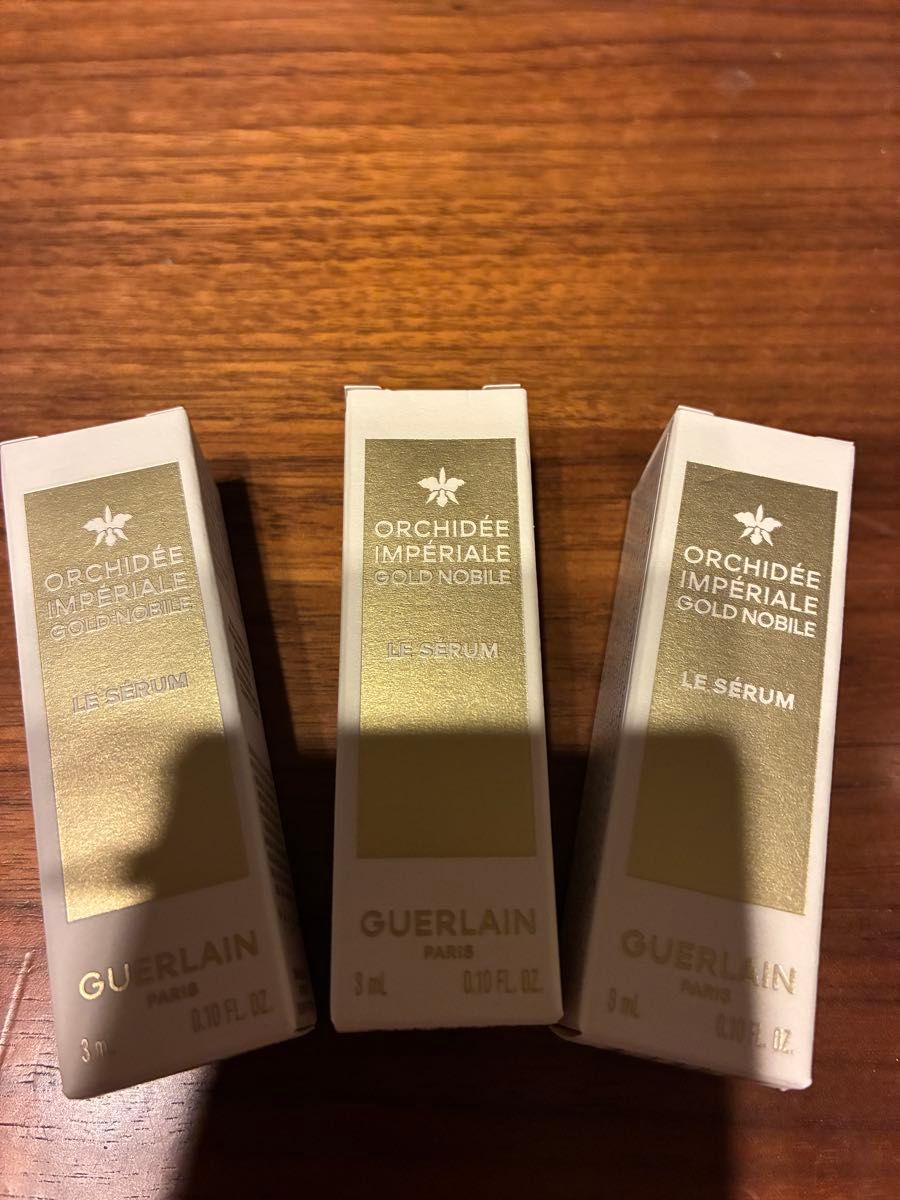 ORCHIDÉE
IMPÉRIALE
GOLD NOBILE
LE SÉRUM
GUERLAIN
PARIS
3 mL
0.10 FL. OZ.
ORCHIDÉE
IMPÉRIALE
GOLD NOBILE
LE SÉRUM
GUERLAIN
PARIS
3 mL 0.10 FL. OZ.
ORCHIDÉE
IMPÉRIALE
GOLD NOBILE
LE SÉRUM
GUERLAIN
PARIS
3 mL 0.10 FL. OZ.